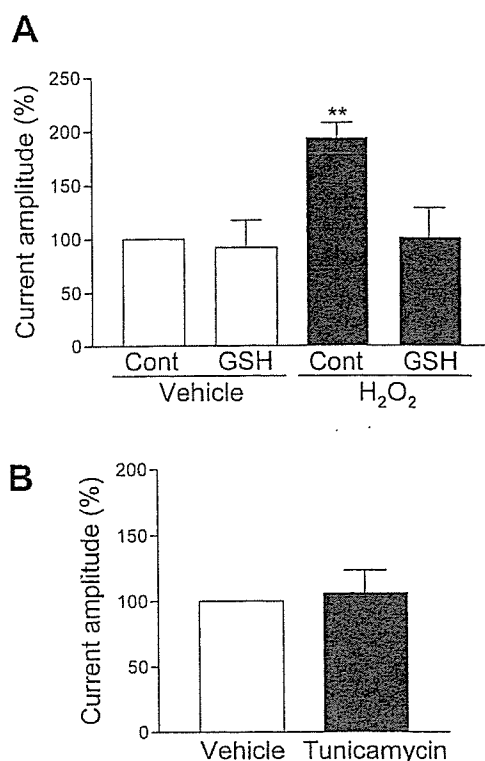 A
Current amplitude (%)
250
200
150
100
50
0
**
Cont GSH Cont GSH
Vehicle H₂O₂
B
Current amplitude (%)
200
150
100
50
0
Vehicle Tunicamycin